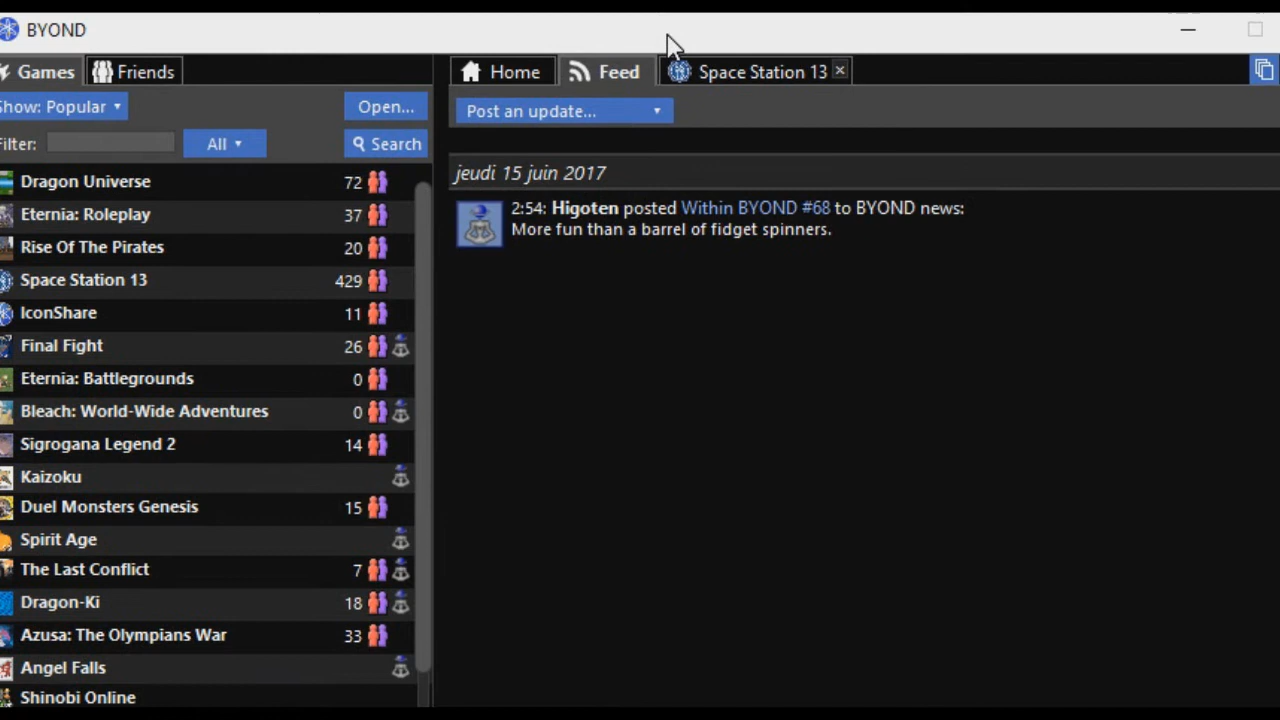 BYOND
Games Friends
Home Feed Space Station 13
Show: Popular Open...
Post an update...
Filter: All Search
Dragon Universe 72
Eternia: Roleplay 37
Rise Of The Pirates 20
Space Station 13 429
IconShare 11
Final Fight 26
Eternia: Battlegrounds 0
Bleach: World-Wide Adventures 0
Sigrogana Legend 2 14
Kaizoku
Duel Monsters Genesis 15
Spirit Age
The Last Conflict 7
Dragon-Ki 18
Azusa: The Olympians War 33
Angel Falls
Shinobi Online
jeudi 15 juin 2017
2:54: Higoten posted Within BYOND #68 to BYOND news:
More fun than a barrel of fidget spinners.